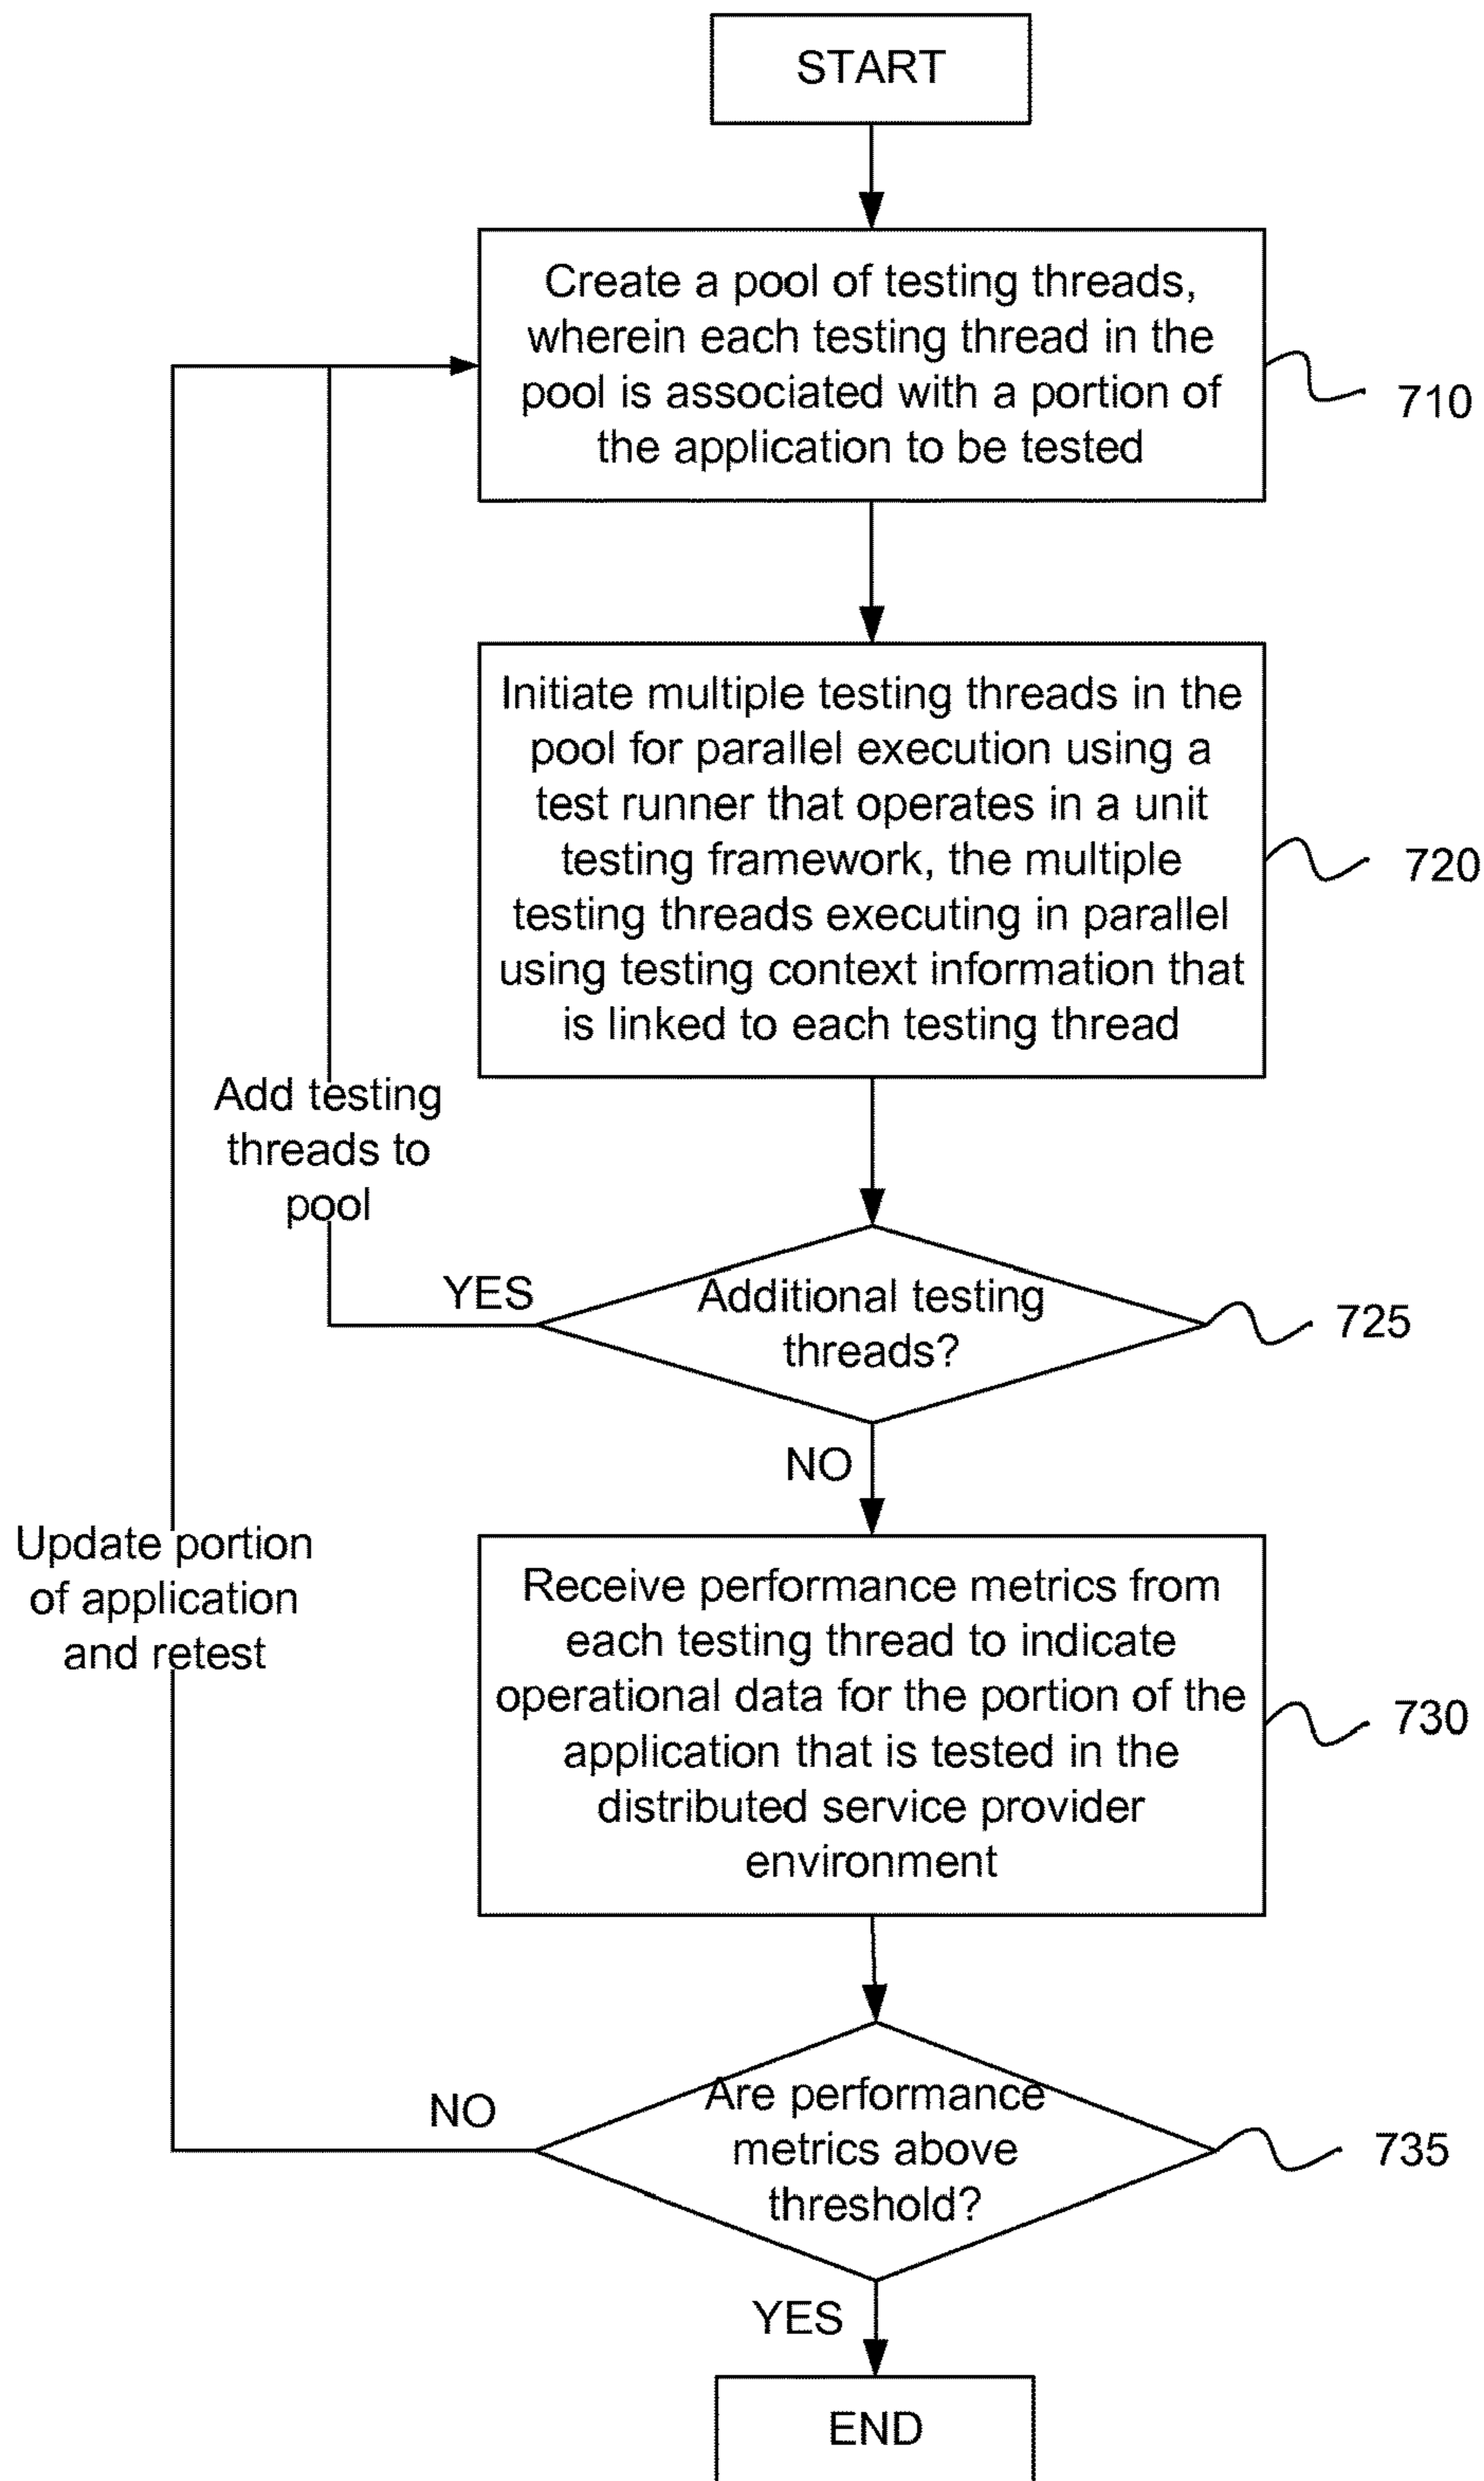 START
Create a pool of testing threads,
wherein each testing thread in the
pool is associated with a portion of
the application to be tested
710
Initiate multiple testing threads in the
pool for parallel execution using a
test runner that operates in a unit
testing framework, the multiple
testing threads executing in parallel
using testing context information that
is linked to each testing thread
720
Add testing
threads to
pool
YES
Additional testing
threads?
725
NO
Update portion
of application
and retest
Receive performance metrics from
each testing thread to indicate
operational data for the portion of the
application that is tested in the
distributed service provider
environment
730
NO
Are performance
metrics above
threshold?
735
YES
END